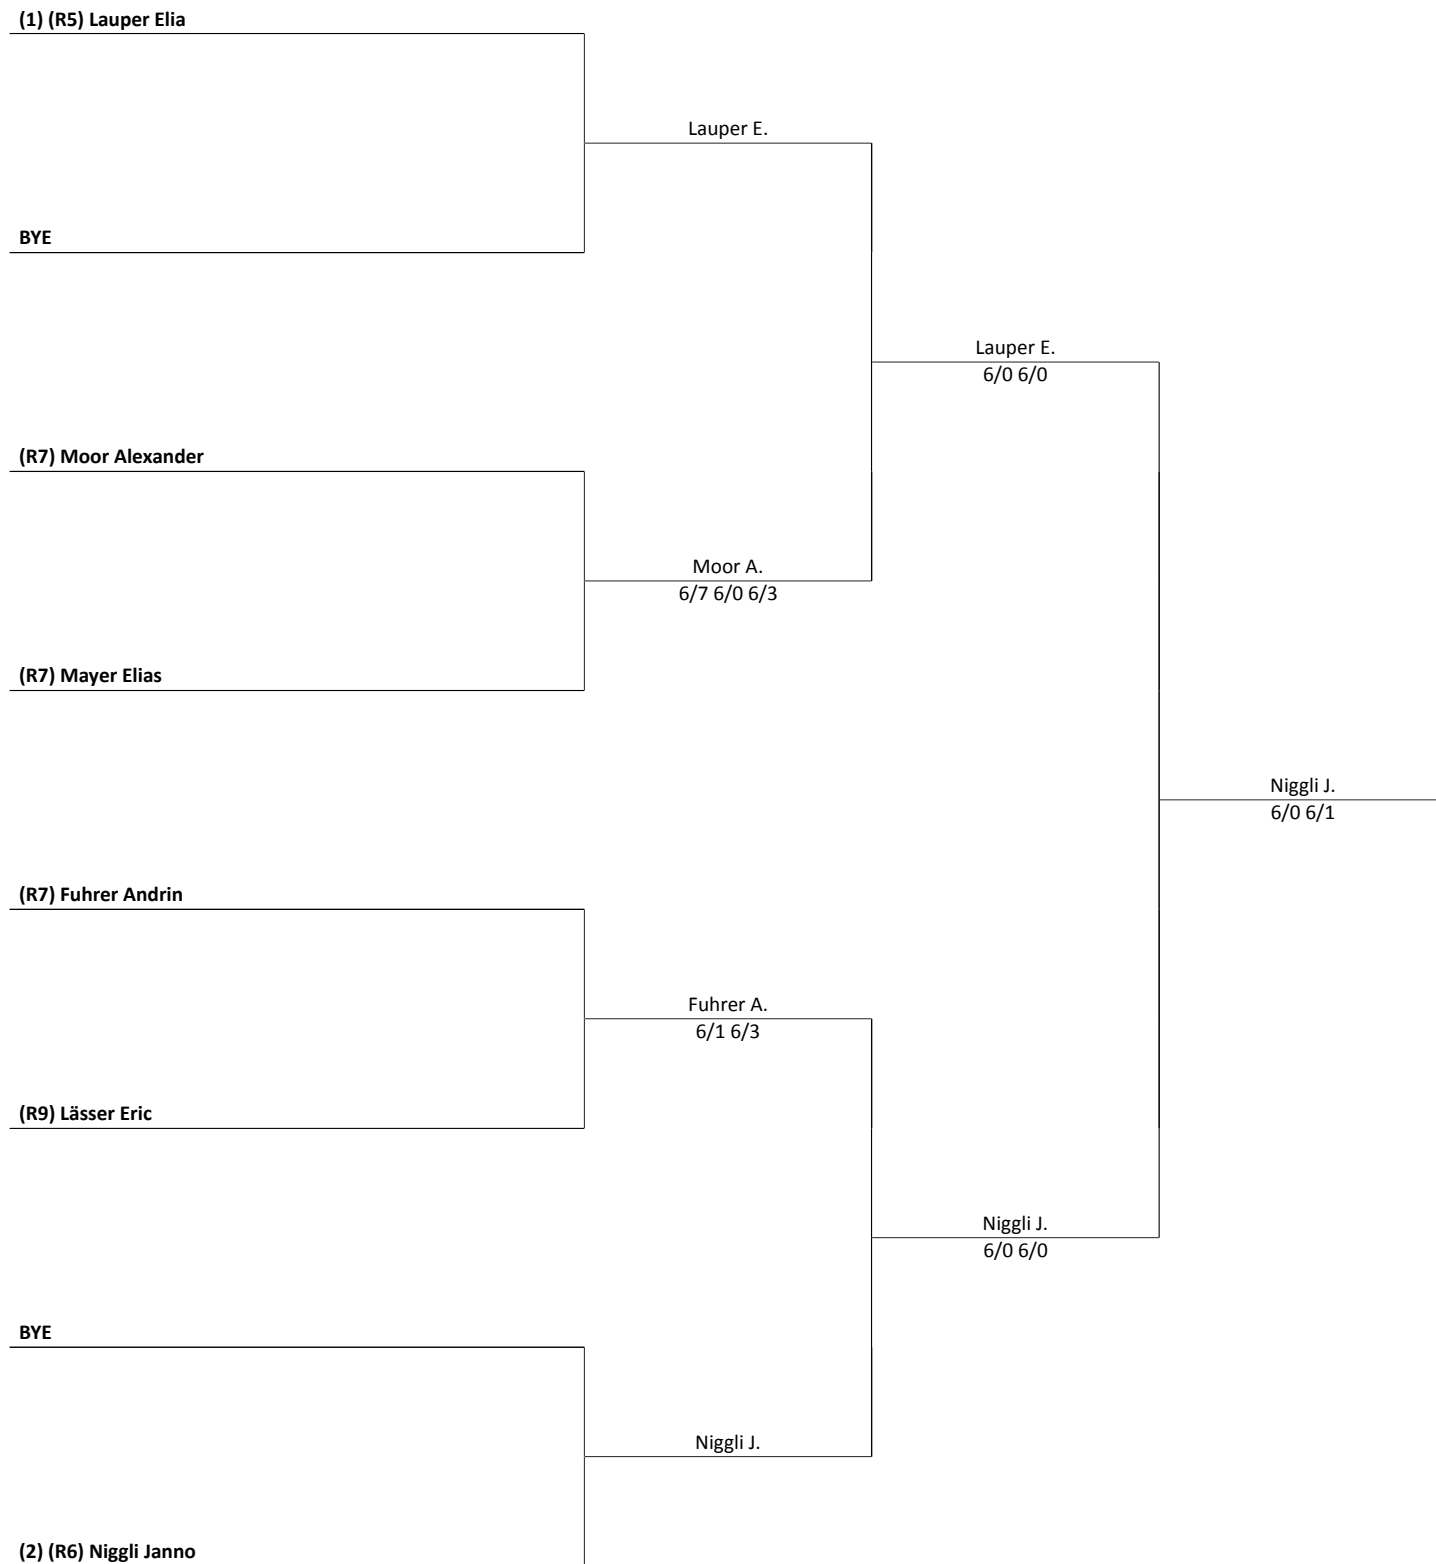 (1) (R5) Lauper Elia
Lauper E.
BYE
Lauper E.
6/0 6/0
(R7) Moor Alexander
Moor A.
6/7 6/0 6/3
(R7) Mayer Elias
Niggli J.
6/0 6/1
(R7) Fuhrer Andrin
Fuhrer A.
6/1 6/3
(R9) Lässer Eric
Niggli J.
6/0 6/0
BYE
Niggli J.
(2) (R6) Niggli Janno